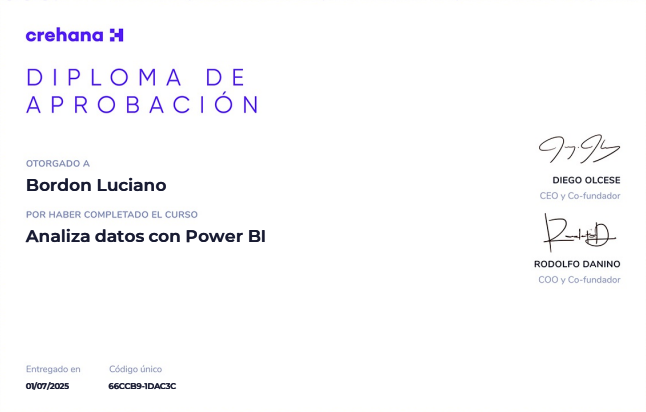 crehana
DIPLOMA DE
APROBACIÓN
OTORGADO A
Bordon Luciano
POR HABER COMPLETADO EL CURSO
Analiza datos con Power BI
DIEGO OLCESE
CEO y Co-fundador
RODOLFO DANINO
COO y Co-fundador
Entregado en
01/07/2025
Código único
66CCB9-1DAC3C